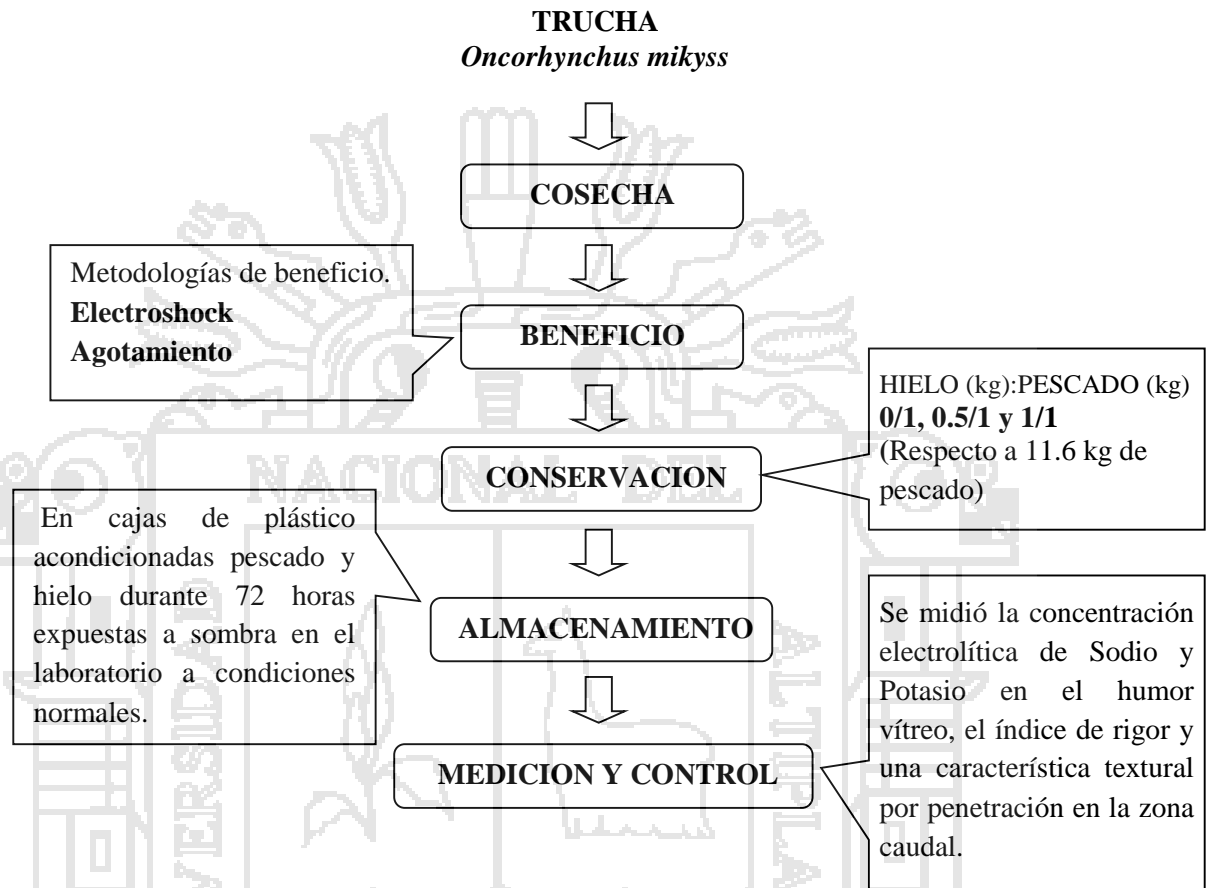 TRUCHA
Oncorhynchus mikyss
COSECHA
Metodologías de beneficio.
Electroshock
Agotamiento
BENEFICIO
HIELO (kg):PESCADO (kg)
0/1, 0.5/1 y 1/1
(Respecto a 11.6 kg de
pescado)
CONSERVACION
En cajas de plástico
acondicionadas pescado y
hielo durante 72 horas
expuestas a sombra en el
laboratorio a condiciones
normales.
ALMACENAMIENTO
Se midió la concentración
electrolítica de Sodio y
Potasio en el humor
vítreo, el índice de rigor y
una característica textural
por penetración en la zona
caudal.
MEDICION Y CONTROL
NACIONAL DEL